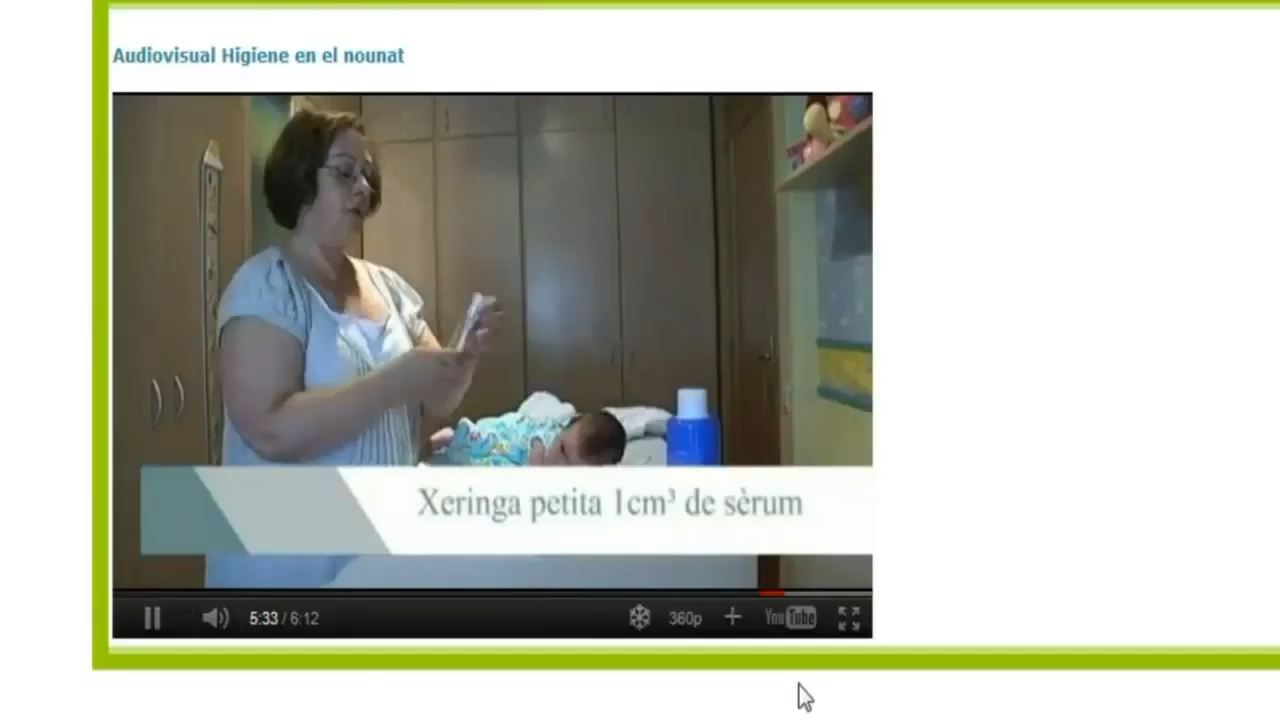 Audiovisual Higiene en el nounat
Xeringa petita 1cm³ de sèrum
5:33 / 6:12
360p
YouTube